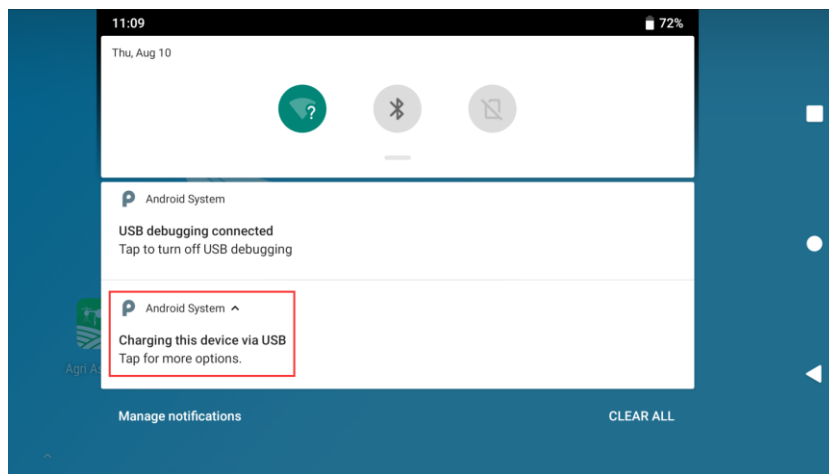 11:09
72%
Thu, Aug 10
?
Android System
USB debugging connected
Tap to turn off USB debugging
Android System
Charging this device via USB
Tap for more options.
Agri A
Manage notifications
CLEAR ALL